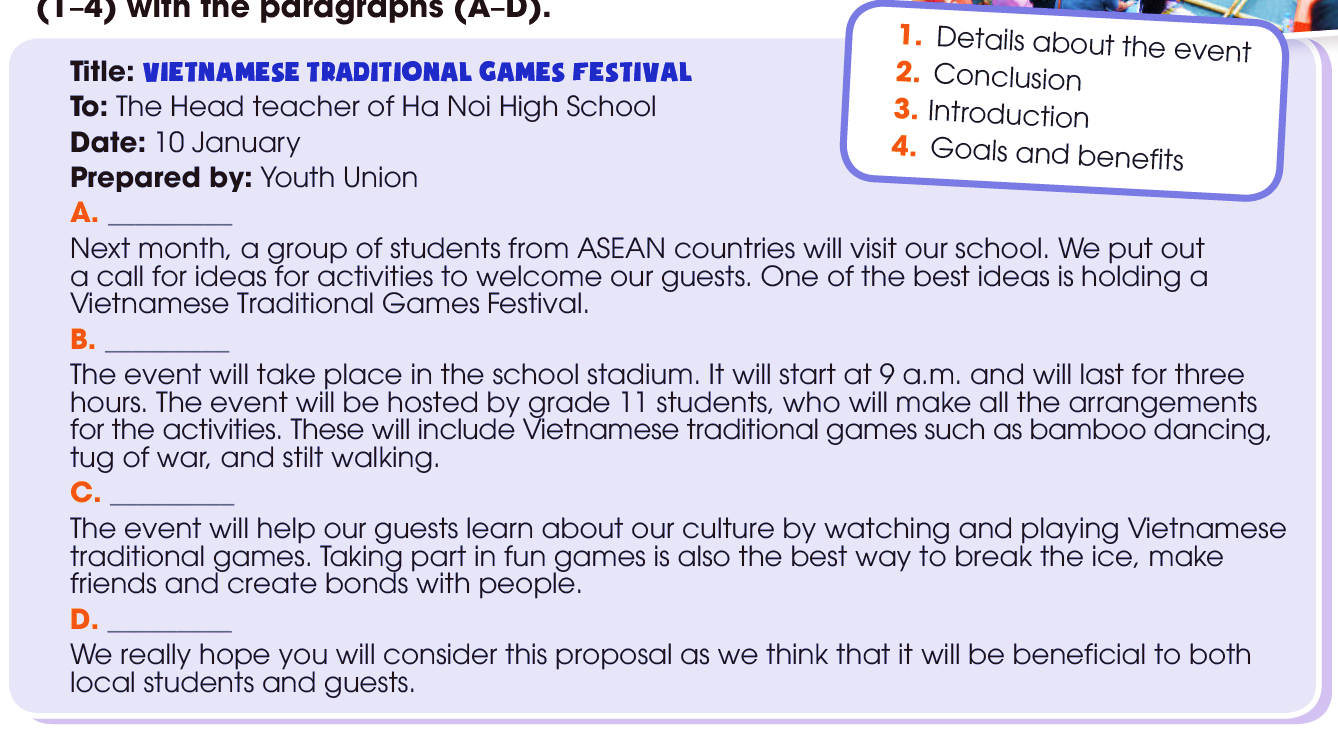 (1–4) with the paragraphs (A–D).
1. Details about the event
2. Conclusion
3. Introduction
4. Goals and benefits
Title: VIETNAMESE TRADITIONAL GAMES FESTIVAL
To: The Head teacher of Ha Noi High School
Date: 10 January
Prepared by: Youth Union
A. _________
Next month, a group of students from ASEAN countries will visit our school. We put out
a call for ideas for activities to welcome our guests. One of the best ideas is holding a
Vietnamese Traditional Games Festival.
B. _________
The event will take place in the school stadium. It will start at 9 a.m. and will last for three
hours. The event will be hosted by grade 11 students, who will make all the arrangements
for the activities. These will include Vietnamese traditional games such as bamboo dancing,
tug of war, and stilt walking.
C. _________
The event will help our guests learn about our culture by watching and playing Vietnamese
traditional games. Taking part in fun games is also the best way to break the ice, make
friends and create bonds with people.
D. _________
We really hope you will consider this proposal as we think that it will be beneficial to both
local students and guests.